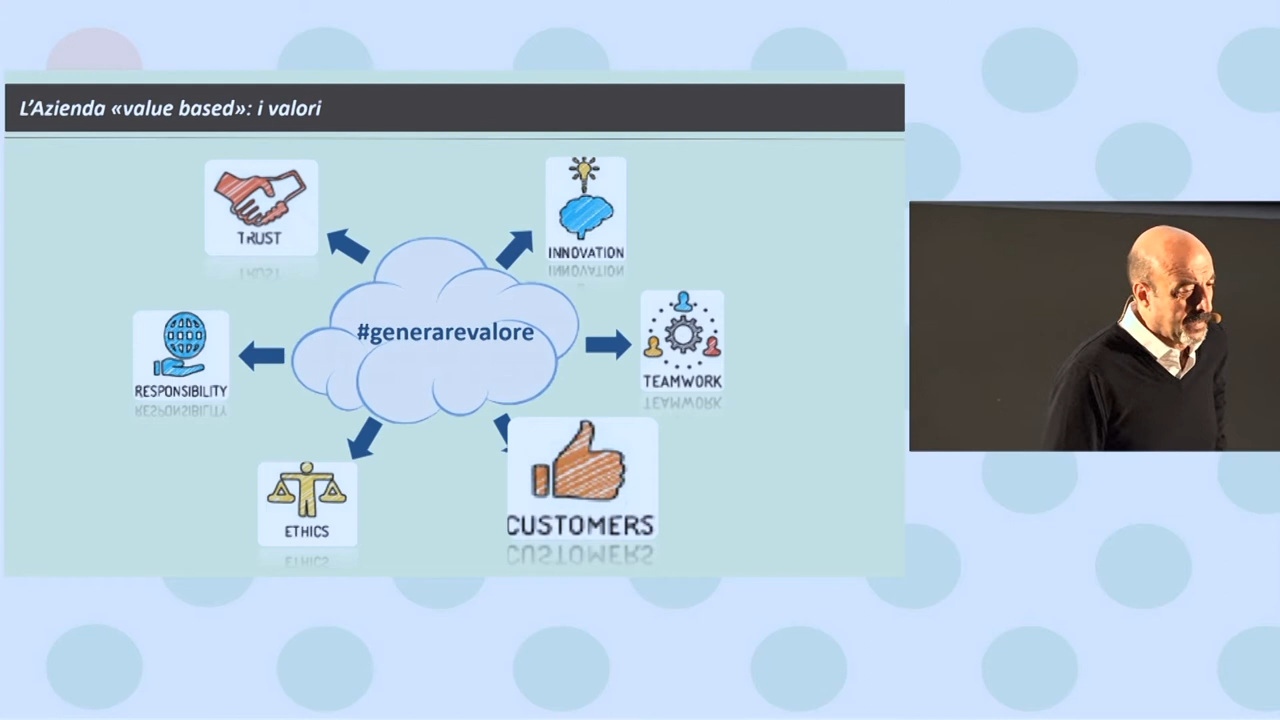 L'Azienda «value based»: i valori
TRUST
INNOVATION
#generarevalore
TEAMWORK
RESPONSIBILITY
CUSTOMERS
ETHICS